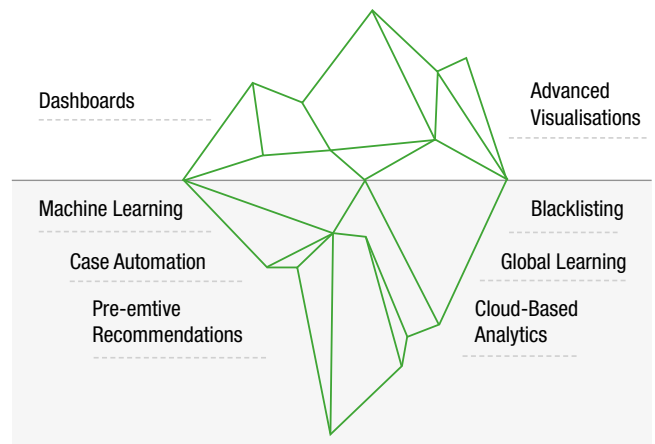 Dashboards
Advanced
Visualisations
Machine Learning
Blacklisting
Case Automation
Global Learning
Pre-emtive
Recommendations
Cloud-Based
Analytics